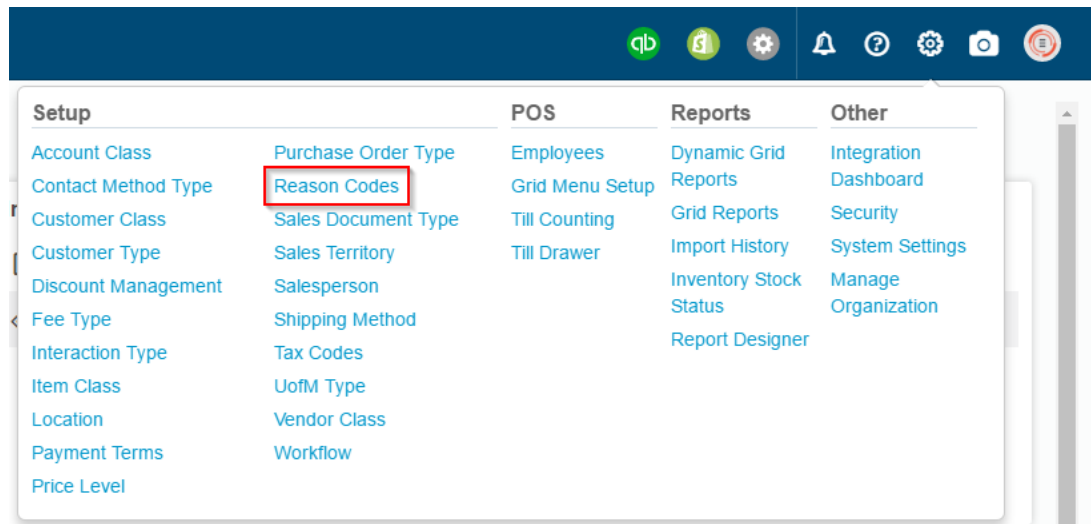 qb
S
?
Setup
Account Class
Contact Method Type
Customer Class
Customer Type
Discount Management
Fee Type
Interaction Type
Item Class
Location
Payment Terms
Price Level
Purchase Order Type
Reason Codes
Sales Document Type
Sales Territory
Salesperson
Shipping Method
Tax Codes
UofM Type
Vendor Class
Workflow
POS
Employees
Grid Menu Setup
Till Counting
Till Drawer
Reports
Dynamic Grid
Reports
Grid Reports
Import History
Inventory Stock
Status
Report Designer
Other
Integration
Dashboard
Security
System Settings
Manage
Organization